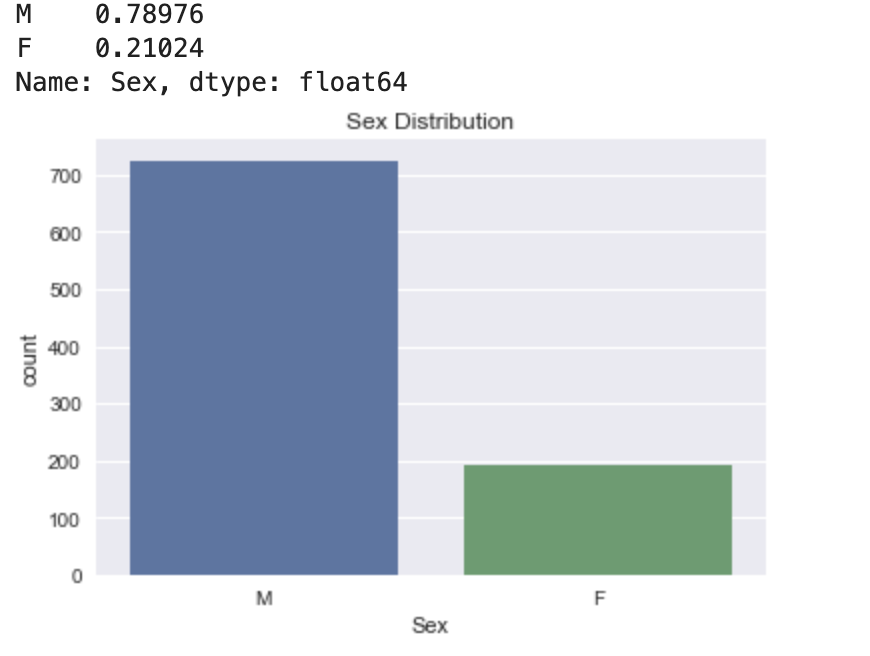 M    0.78976
F    0.21024
Name: Sex, dtype: float64
Sex Distribution
700
600
500
400
300
200
100
0
count
M F
Sex